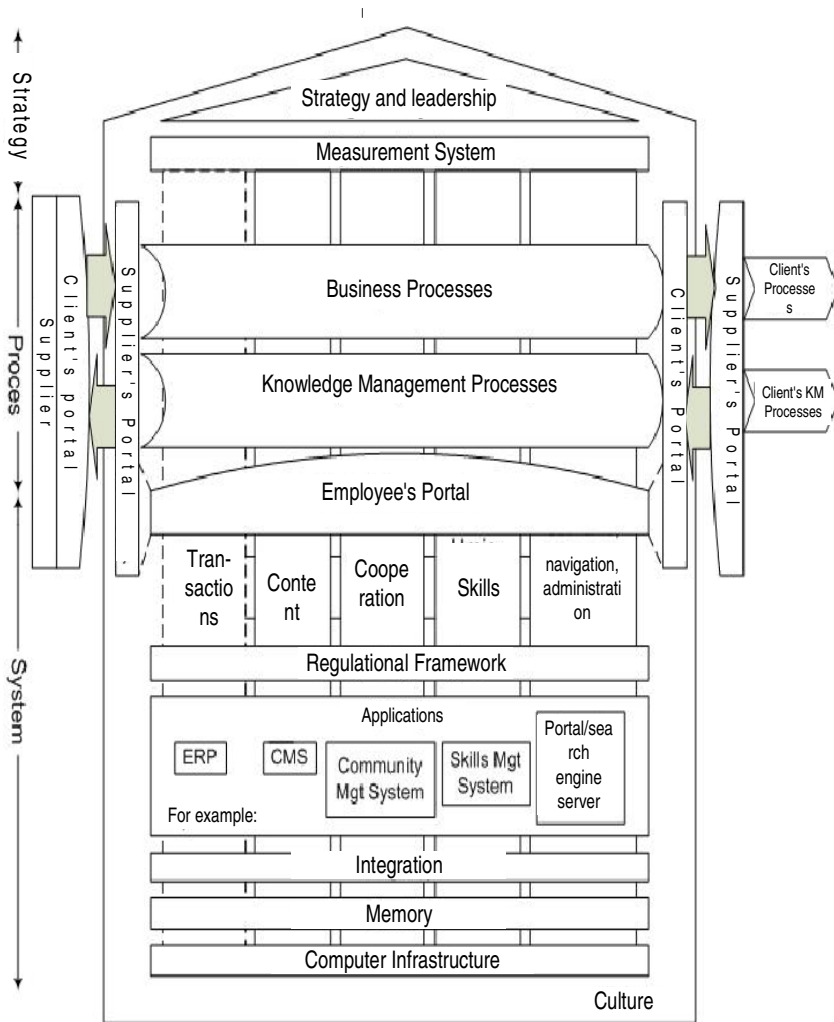 Strategy and leadership
Measurement System
Strategy
Business Processes
Knowledge Management Processes
Employee's Portal
Supplier
Client's portal
Supplier's Portal
Client's Portal
Supplier's Portal
Client's
Processe
s
Client's KM
Processes
Proces
Tran-
sactio
ns
Conte
nt
Coope
ration
Skills
navigation,
administrati
on
System
Regulational Framework
Applications
ERP
CMS
Community
Mgt System
Skills Mgt
System
Portal/sea
rch
engine
server
For example:
Integration
Memory
Computer Infrastructure
Culture